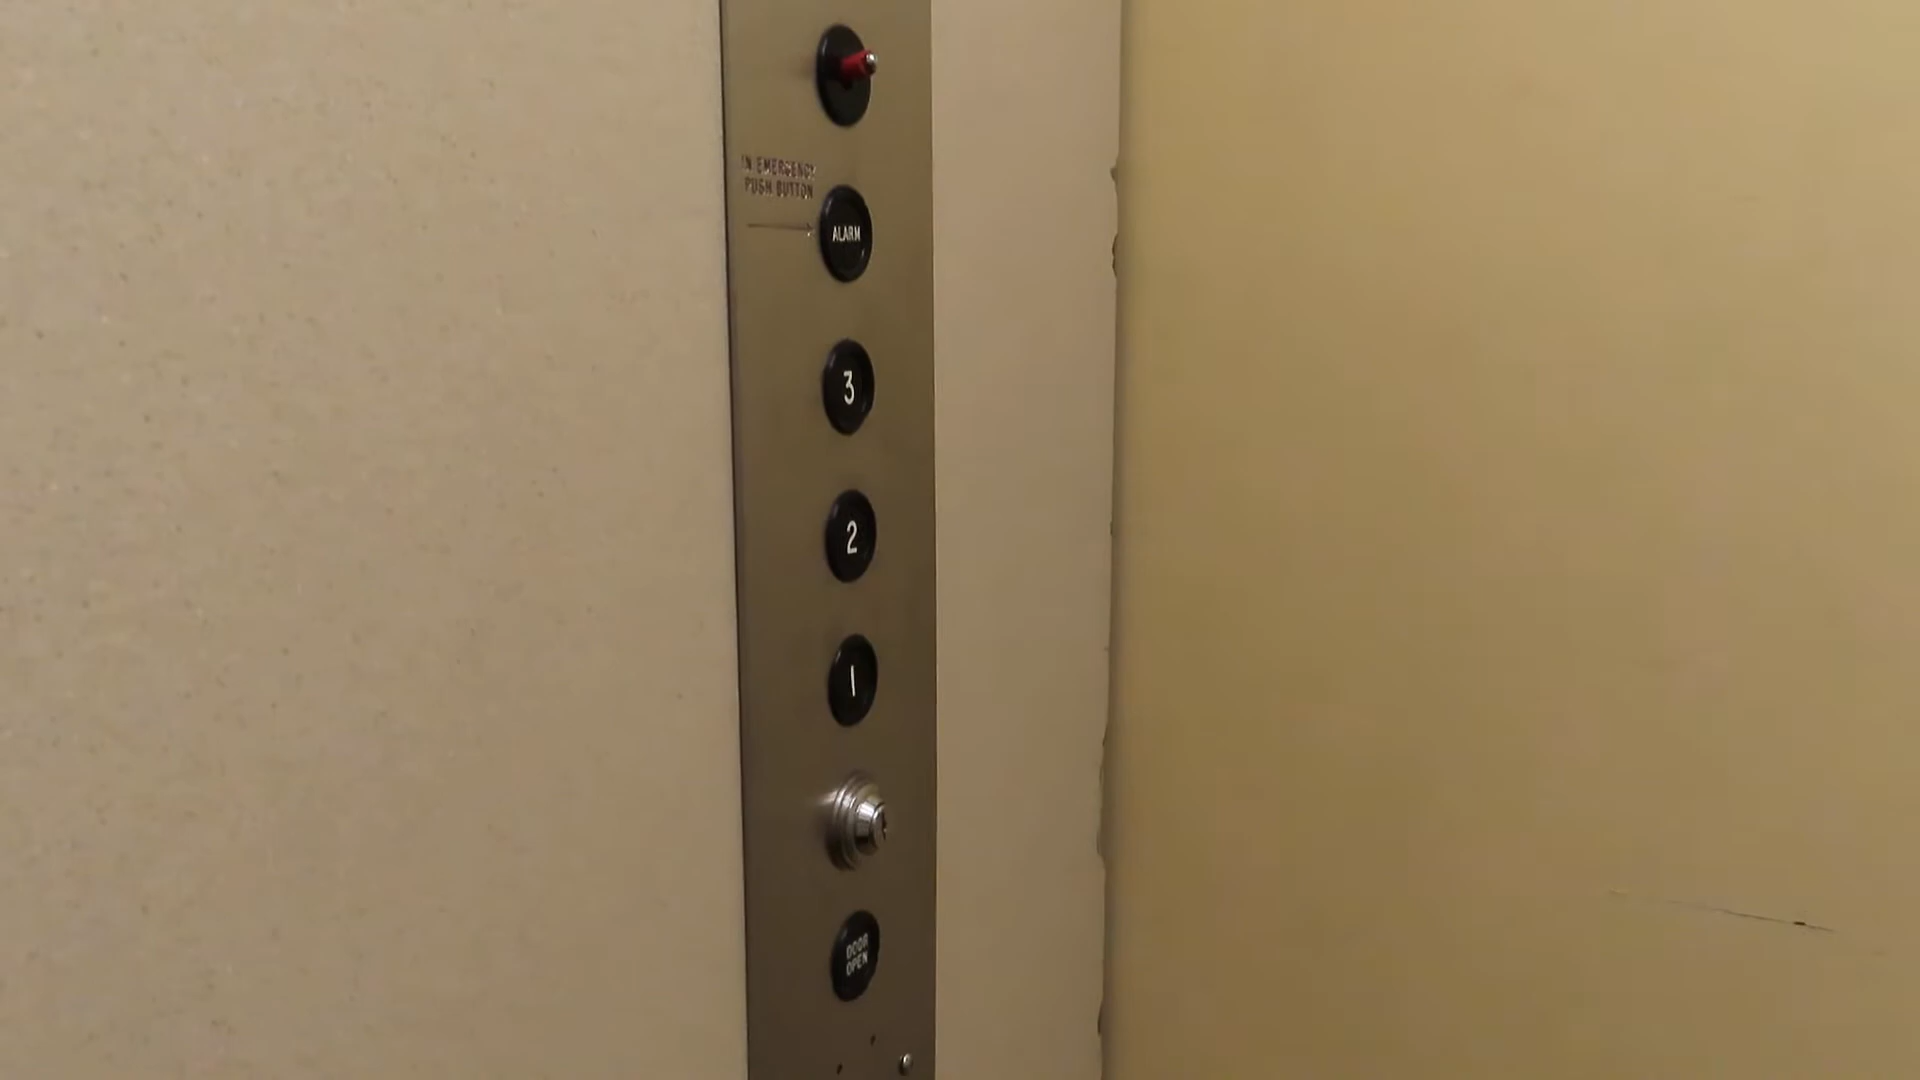 IN EMERGENCY
PUSH BUTTON
ALARM
3
2
1
DOOR
OPEN